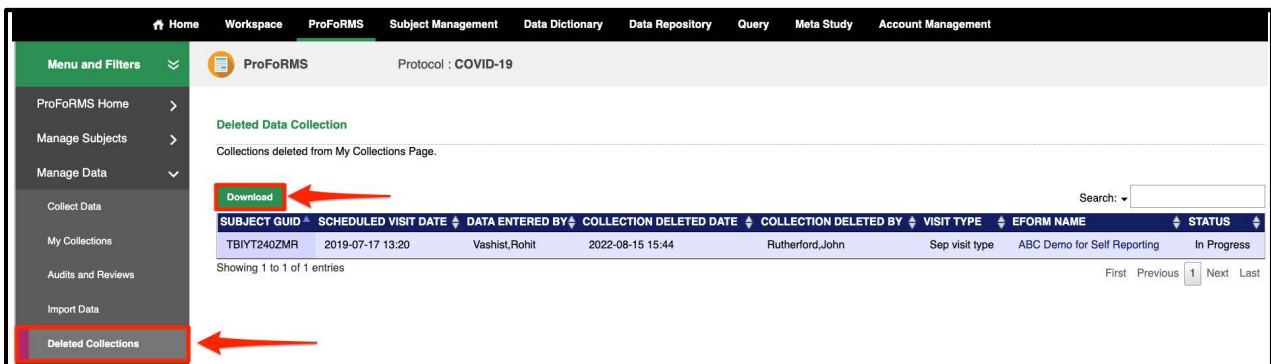 Home Workspace ProFoRMS Subject Management Data Dictionary Data Repository Query Meta Study Account Management
Menu and Filters
ProFoRMS Protocol : COVID-19
ProFoRMS Home
Manage Subjects
Manage Data
Collect Data
My Collections
Audits and Reviews
Import Data
Deleted Collections
Deleted Data Collection
Collections deleted from My Collections Page.
Download
Search:
SUBJECT GUID SCHEDULED VISIT DATE DATA ENTERED BY COLLECTION DELETED DATE COLLECTION DELETED BY VISIT TYPE EFORM NAME STATUS
TBIYT240ZMR 2019-07-17 13:20 Vashist,Rohit 2022-08-15 15:44 Rutherford,John Sep visit type ABC Demo for Self Reporting In Progress
Showing 1 to 1 of 1 entries
First Previous 1 Next Last